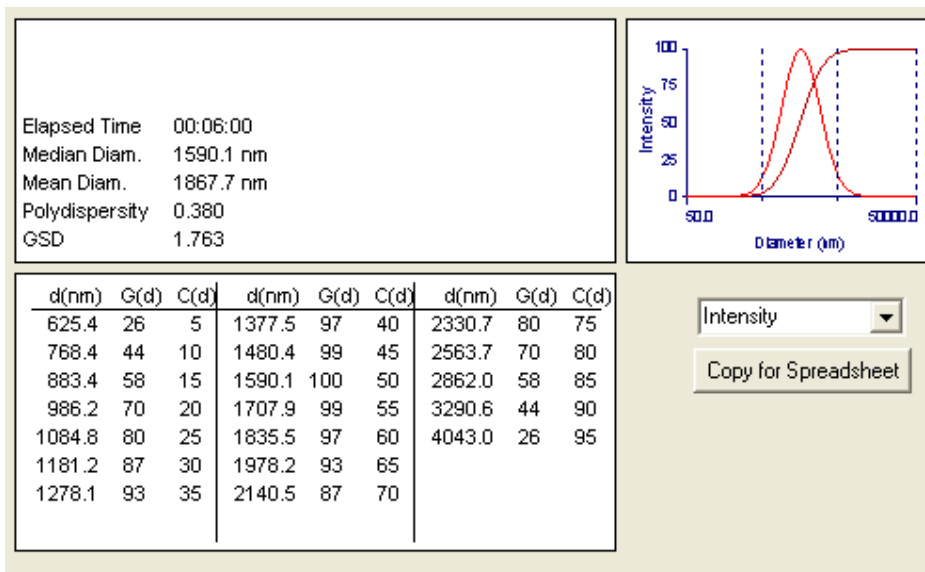 Elapsed Time 00:06:00
Median Diam. 1590.1 nm
Mean Diam. 1867.7 nm
Polydispersity 0.380
GSD 1.763
100
75
50
25
0
Intensity
50.0 50000.0
Diameter (nm)
d(nm) G(d) C(d) d(nm) G(d) C(d) d(nm) G(d) C(d)
625.4 26 5 1377.5 97 40 2330.7 80 75
768.4 44 10 1480.4 99 45 2563.7 70 80
883.4 58 15 1590.1 100 50 2862.0 58 85
986.2 70 20 1707.9 99 55 3290.6 44 90
1084.8 80 25 1835.5 97 60 4043.0 26 95
1181.2 87 30 1978.2 93 65
1278.1 93 35 2140.5 87 70
Intensity
Copy for Spreadsheet